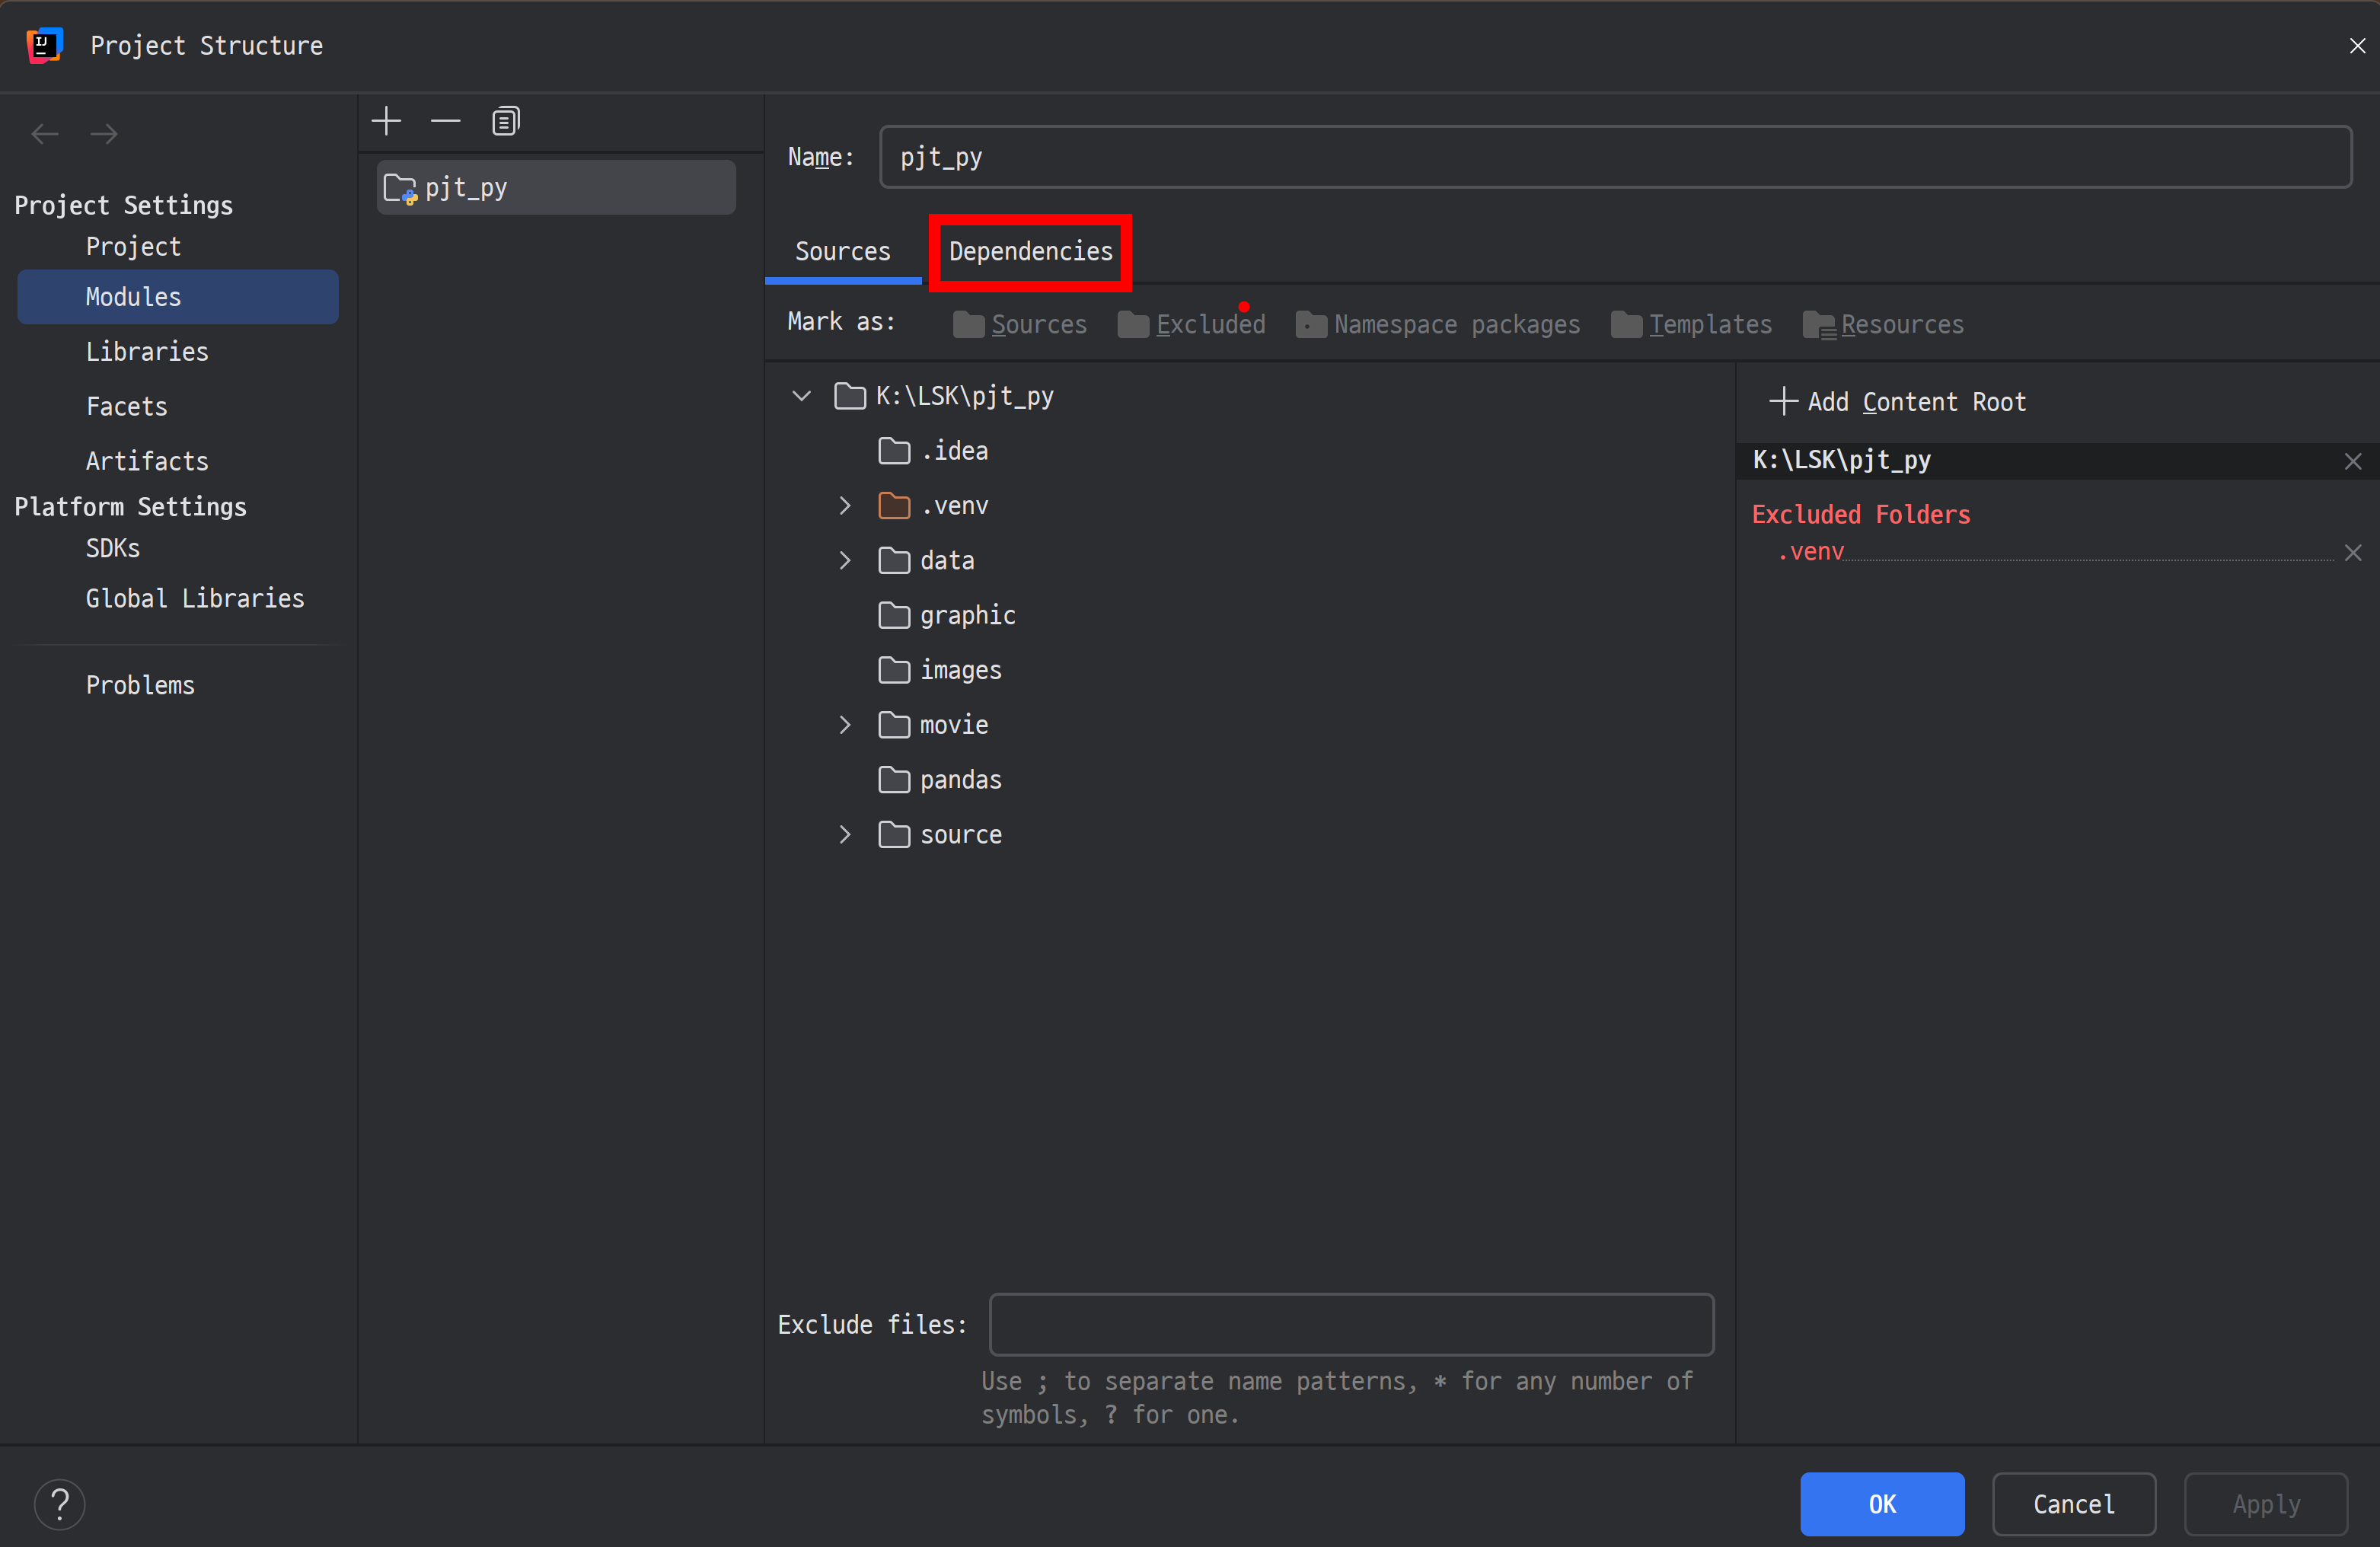 IJ
Project Structure
Project Settings
Project
Modules
Libraries
Facets
Artifacts
Platform Settings
SDKs
Global Libraries
Problems
pjt_py
Name: pjt_py
Sources Dependencies
Mark as: Sources Excluded Namespace packages Templates Resources
K:\LSK\pjt_py
.idea
.venv
data
graphic
images
movie
pandas
source
Add Content Root
K:\LSK\pjt_py
Excluded Folders
.venv
Exclude files:
Use ; to separate name patterns, * for any number of
symbols, ? for one.
?
OK Cancel Apply